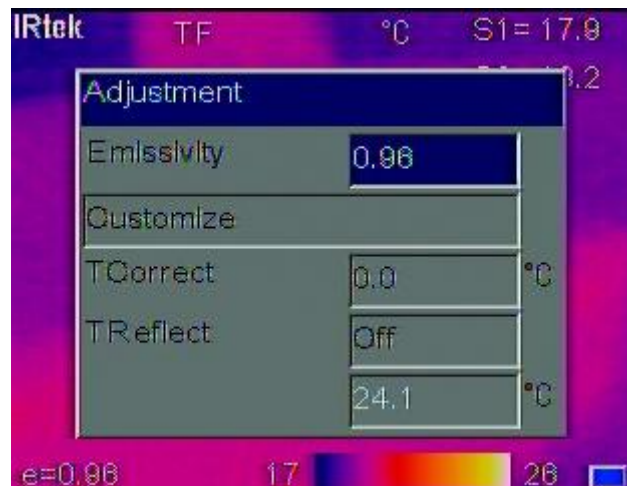 IRtek TF °C S1= 17.9
Adjustment
Emissivity 0.96
Customize
TCorrect 0.0 °C
TReflect Off
24.1 °C
e=0.96 17 26